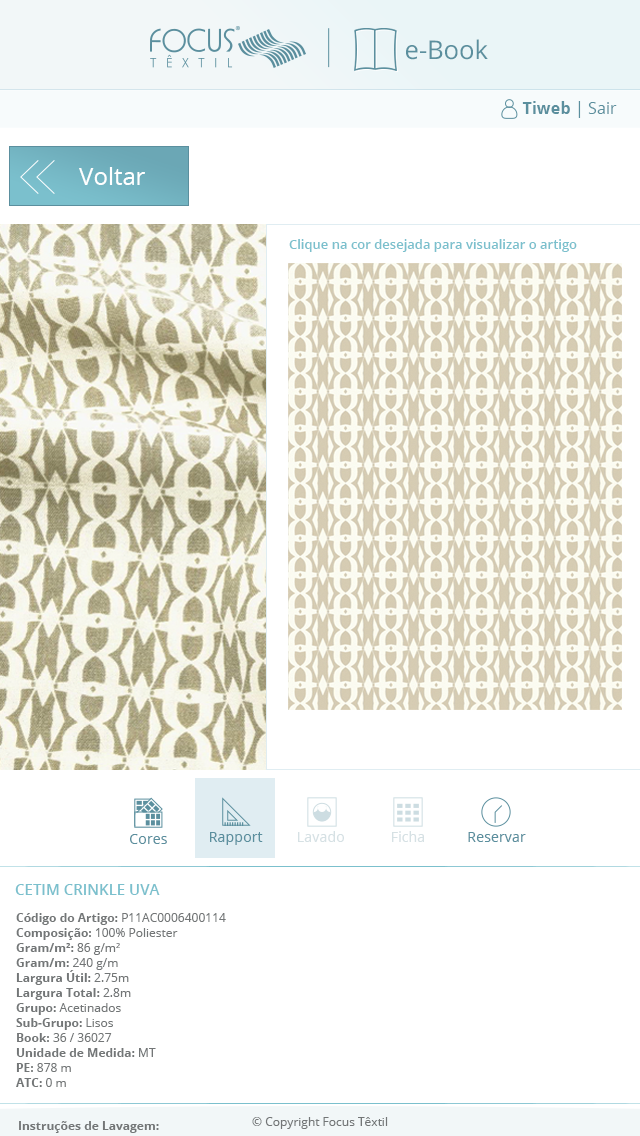 FOCUS
TÊXTIL
e-Book
Tiweb | Sair
Voltar
Clique na cor desejada para visualizar o artigo
Cores
Rapport
Lavado
Ficha
Reservar
CETIM CRINKLE UVA
Código do Artigo: P11AC0006400114
Composição: 100% Poliester
Gram/m²: 86 g/m²
Gram/m: 240 g/m
Largura Útil: 2.75m
Largura Total: 2.8m
Grupo: Acetinados
Sub-Grupo: Lisos
Book: 36 / 36027
Unidade de Medida: MT
PE: 878 m
ATC: 0 m
Instruções de Lavagem:
© Copyright Focus Têxtil